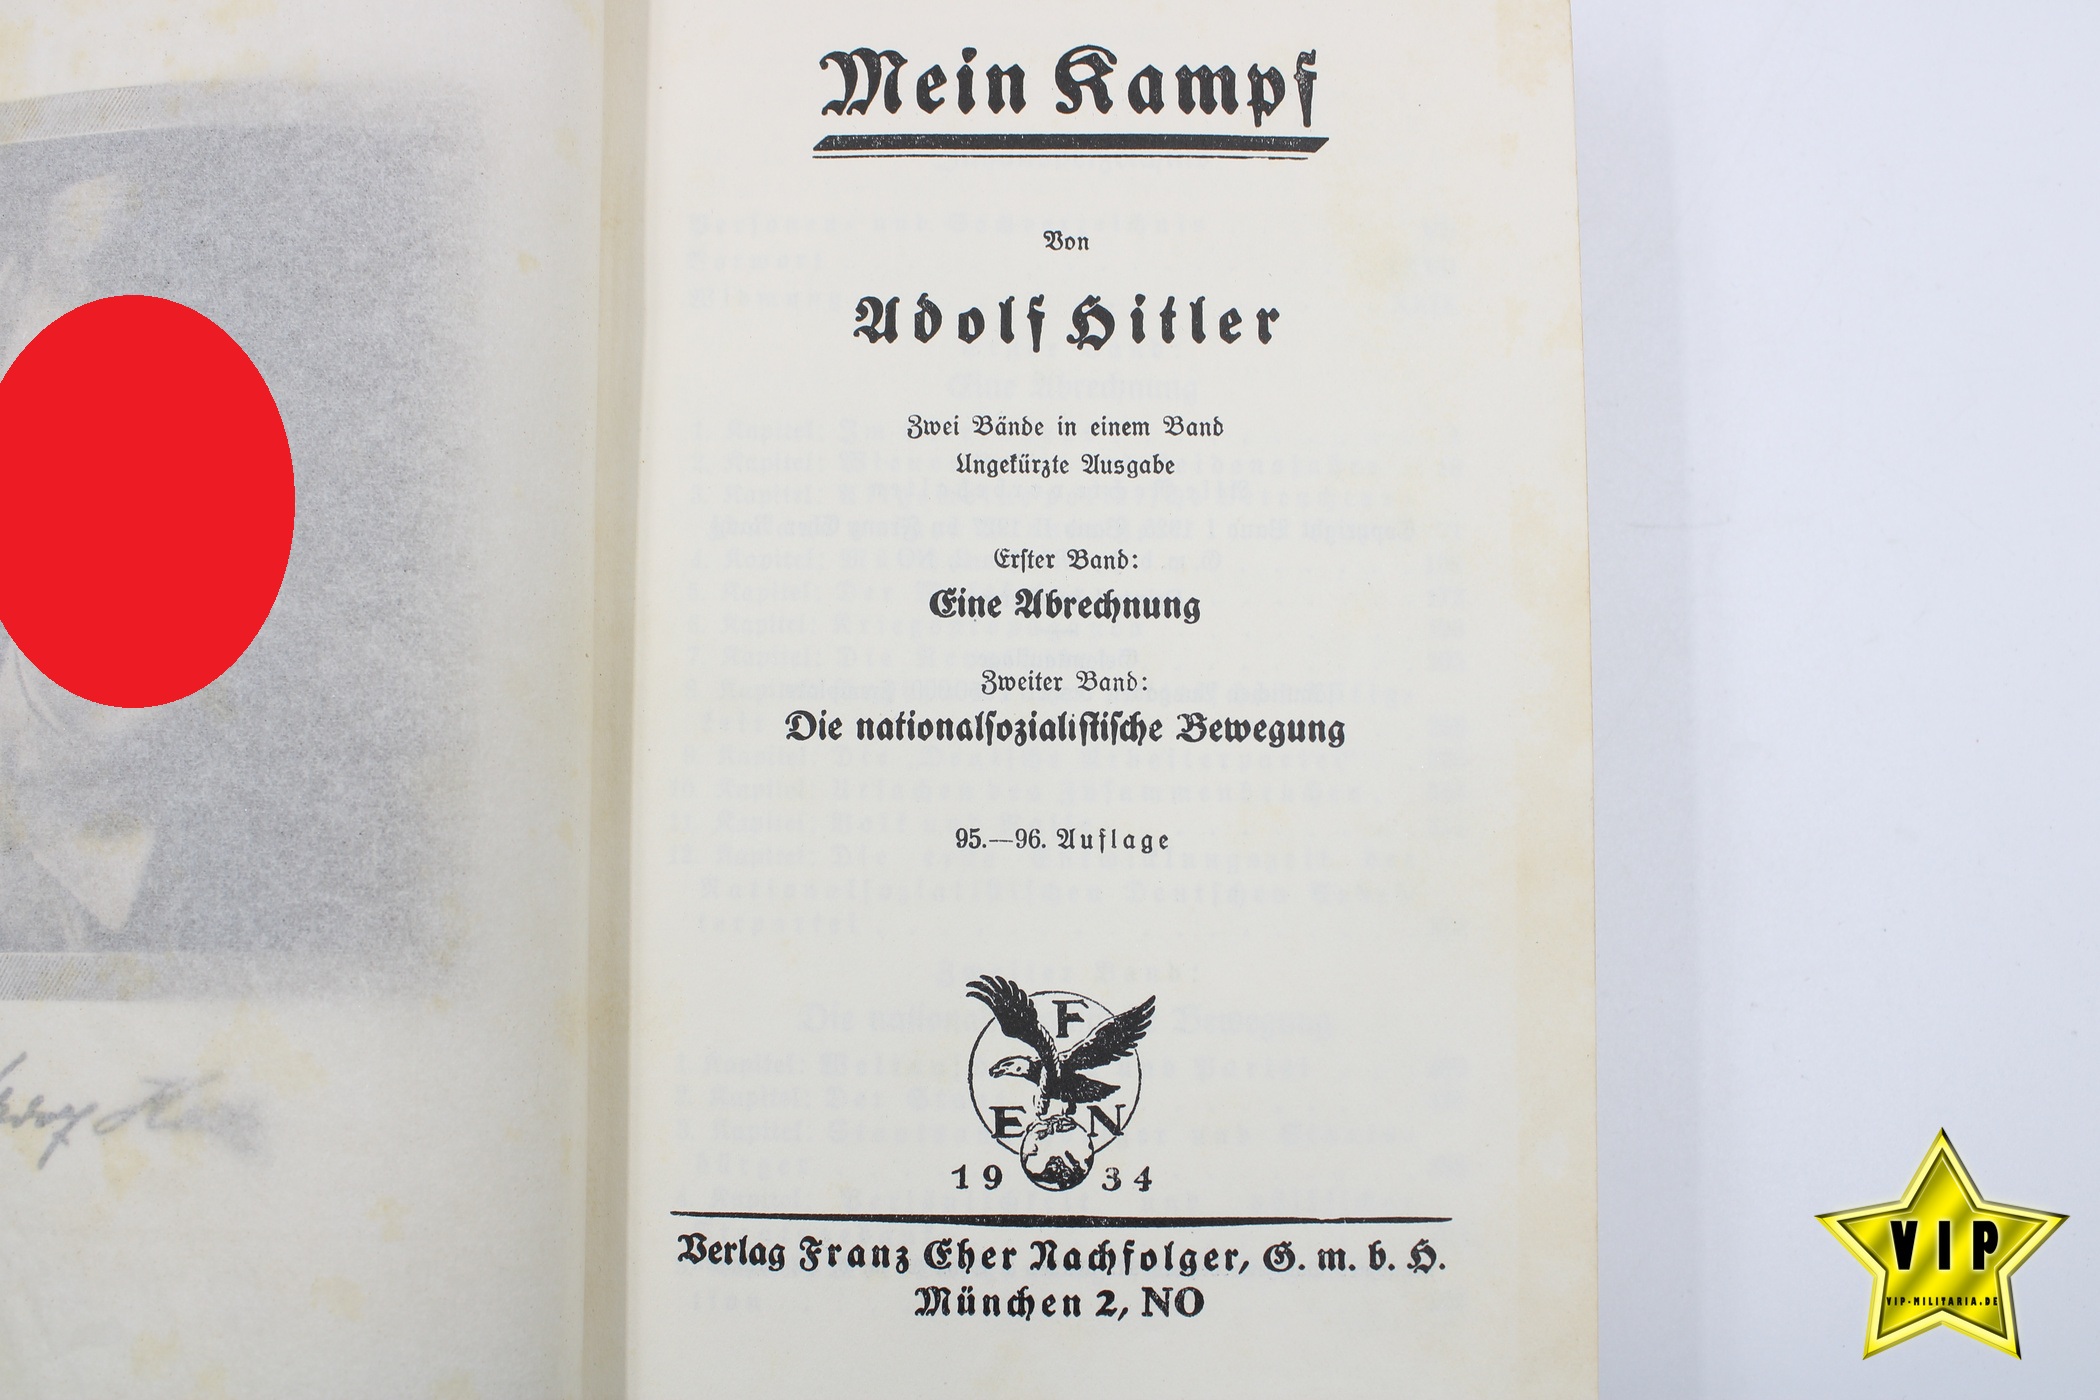 Mein Kampf
Von
Adolf Hitler
Zwei Bände in einem Band
Ungekürzte Ausgabe
Erster Band:
Eine Abrechnung
Zweiter Band:
Die nationalsozialistische Bewegung
95.—96. Auflage
F
E N
19 34
Verlag Franz Eher Nachfolger, G. m. b. H.
München 2, NO
VIP
VIP-MILITARIA.DE